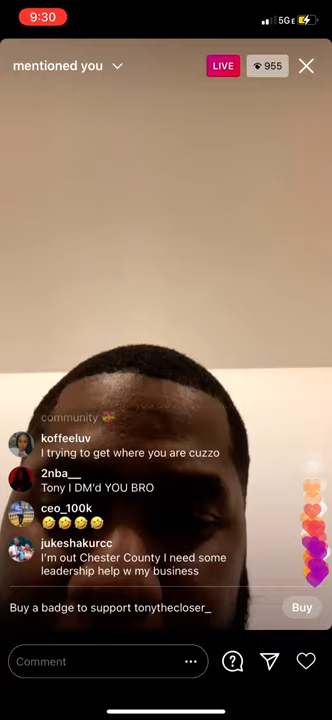 9:30
5GE
mentioned you
LIVE
955
community
koffeeluv
I trying to get where you are cuzzo
2nba__
Tony I DM'd YOU BRO
ceo_100k
🤣🤣🤣🤣
jukeshakurcc
I'm out Chester County I need some
leadership help w my business
Buy a badge to support tonythecloser_
Buy
Comment